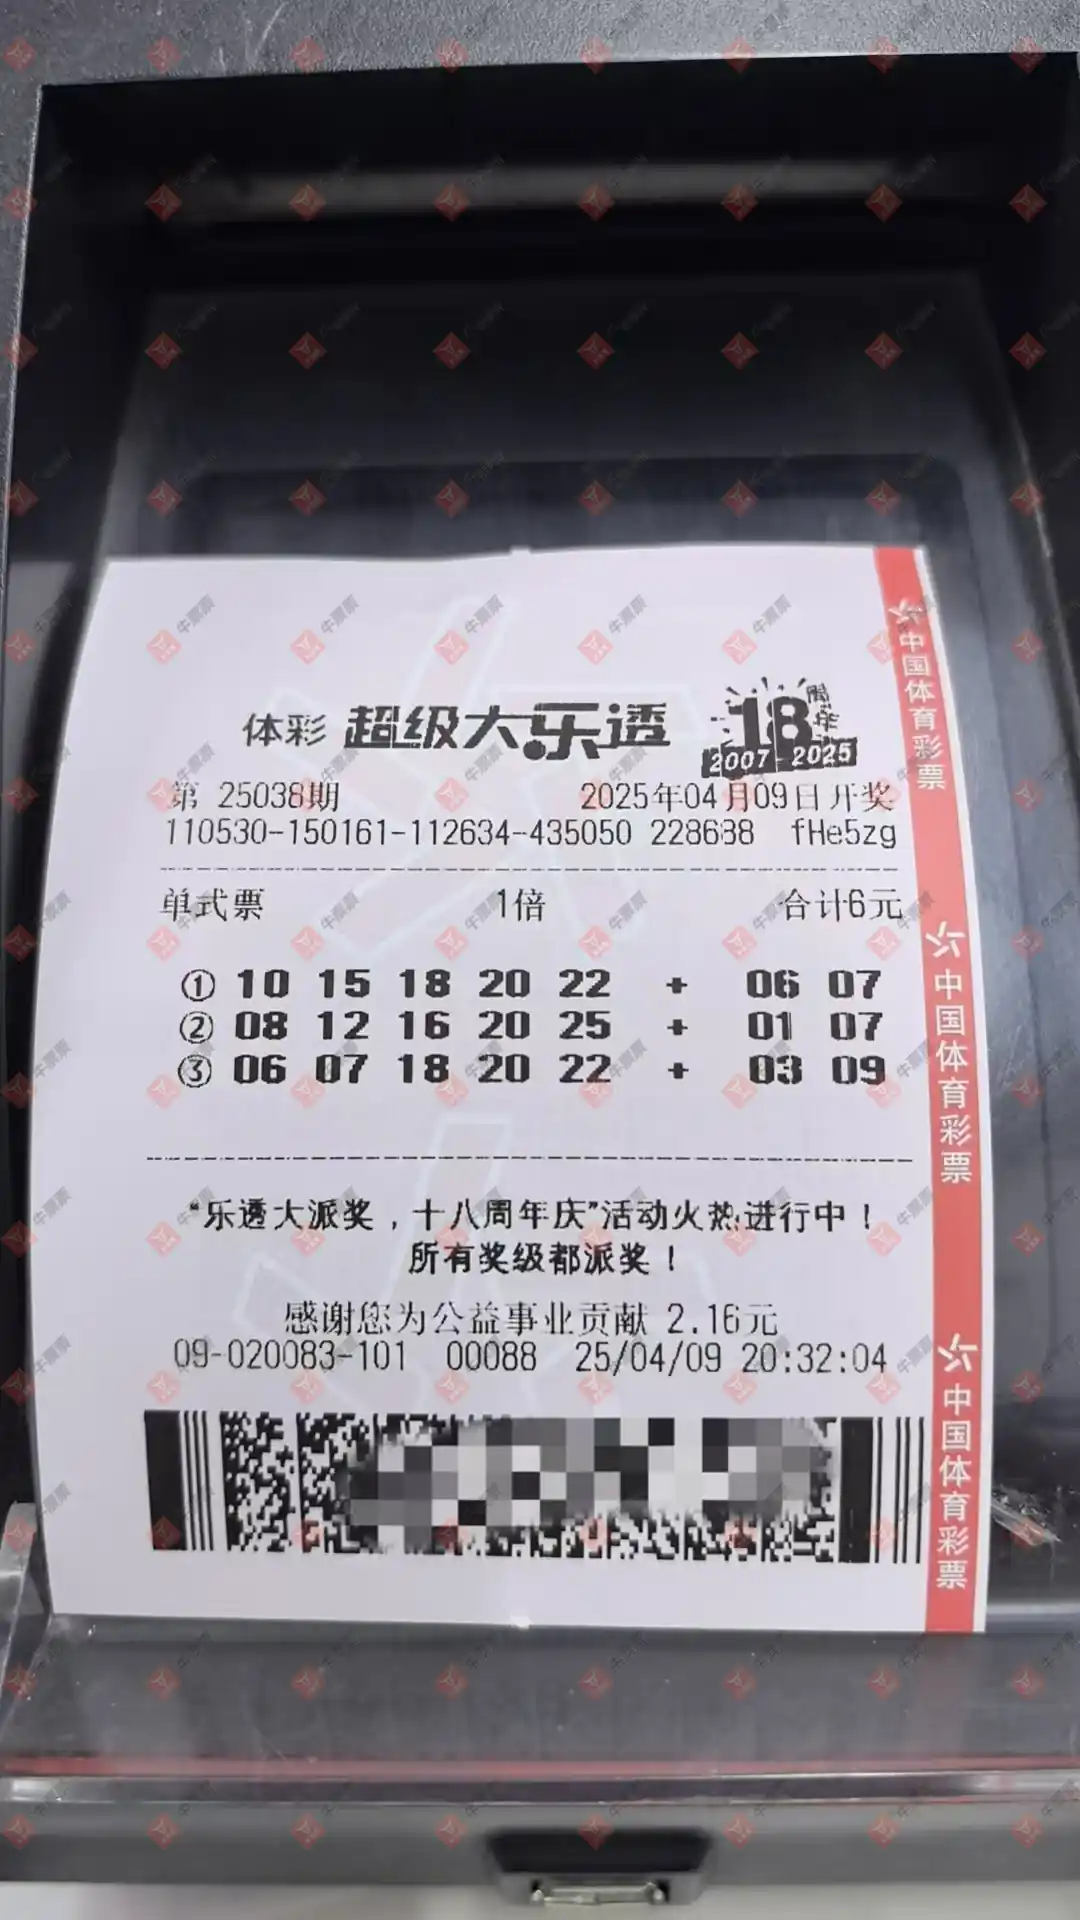 体彩 超级大乐透 18周年
2007-2025
第 25038期 2025年04月09日开奖
110530-150161-112634-435050 228688 fHe5zg
单式票 1倍 合计6元
① 10 15 18 20 22 + 06 07
② 08 12 16 20 25 + 01 07
③ 06 07 18 20 22 + 03 09
“乐透大派奖，十八周年庆”活动火热进行中！
所有奖级都派奖！
感谢您为公益事业贡献 2.16元
09-020083-101 00088 25/04/09 20:32:04
中国体育彩票
中国体育彩票
中国体育彩票
牛票票